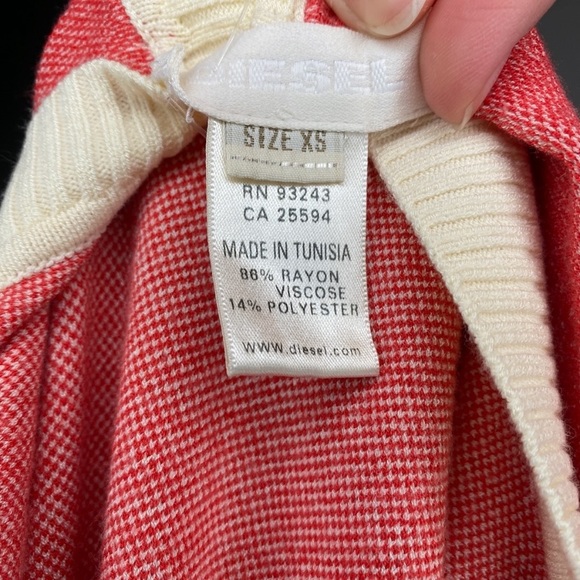 DIESEL
SIZE XS
RN 93243
CA 25594
MADE IN TUNISIA
86% RAYON
VISCOSE
14% POLYESTER
www.diesel.com